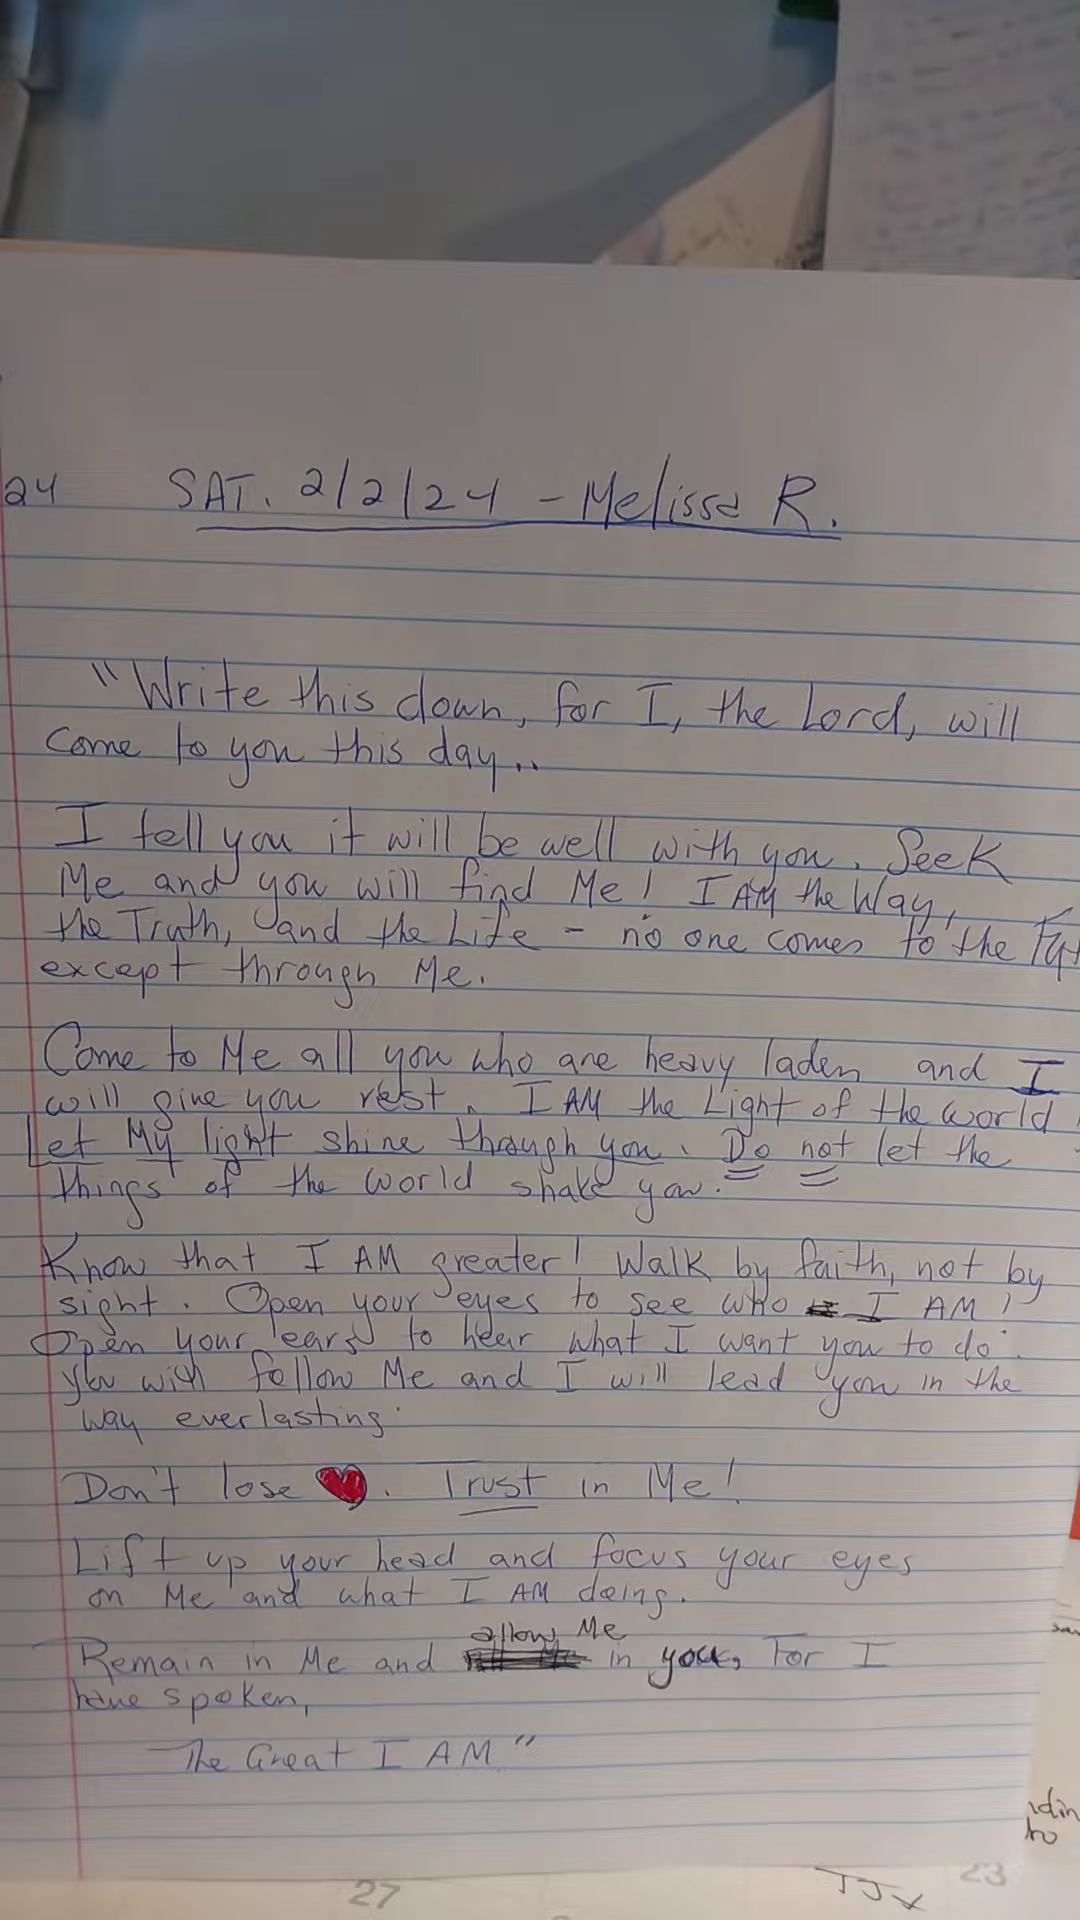 24 SAT. 2/2/24 - Melissa R.
"Write this down, for I, the Lord, will
come to you this day..
I tell you it will be well with you. Seek
Me and you will find Me! I AM the Way,
the Truth, and the Life - no one comes to the
except through Me.
Come to Me all you who are heavy laden and I
will give you rest. I AM the Light of the world
Let My light shine through you. Do not let the
things of the world shake you.
Know that I AM greater! Walk by faith, not by
sight. Open your eyes to see who I AM!
Open your ears to hear what I want you to do.
You will follow Me and I will lead you in the
way everlasting.
Don't lose ❤. Trust in Me!
Lift up your head and focus your eyes
on Me and what I AM doing.
allow Me
Remain in Me and in you, For I
have spoken,
The Great I AM"
27
23